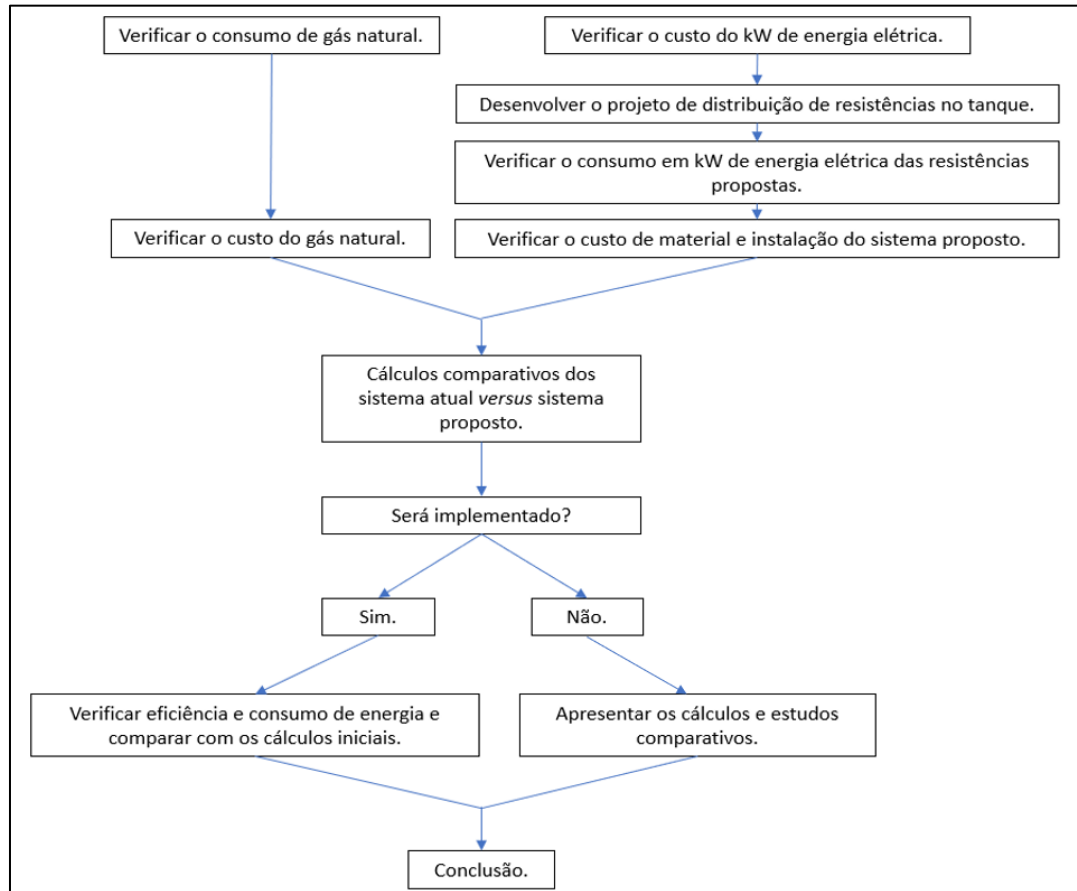 Verificar o consumo de gás natural.
Verificar o custo do kW de energia elétrica.
Desenvolver o projeto de distribuição de resistências no tanque.
Verificar o consumo em kW de energia elétrica das resistências
propostas.
Verificar o custo do gás natural.
Verificar o custo de material e instalação do sistema proposto.
Cálculos comparativos dos
sistema atual versus sistema
proposto.
Será implementado?
Sim.
Não.
Verificar eficiência e consumo de energia e
comparar com os cálculos iniciais.
Apresentar os cálculos e estudos
comparativos.
Conclusão.